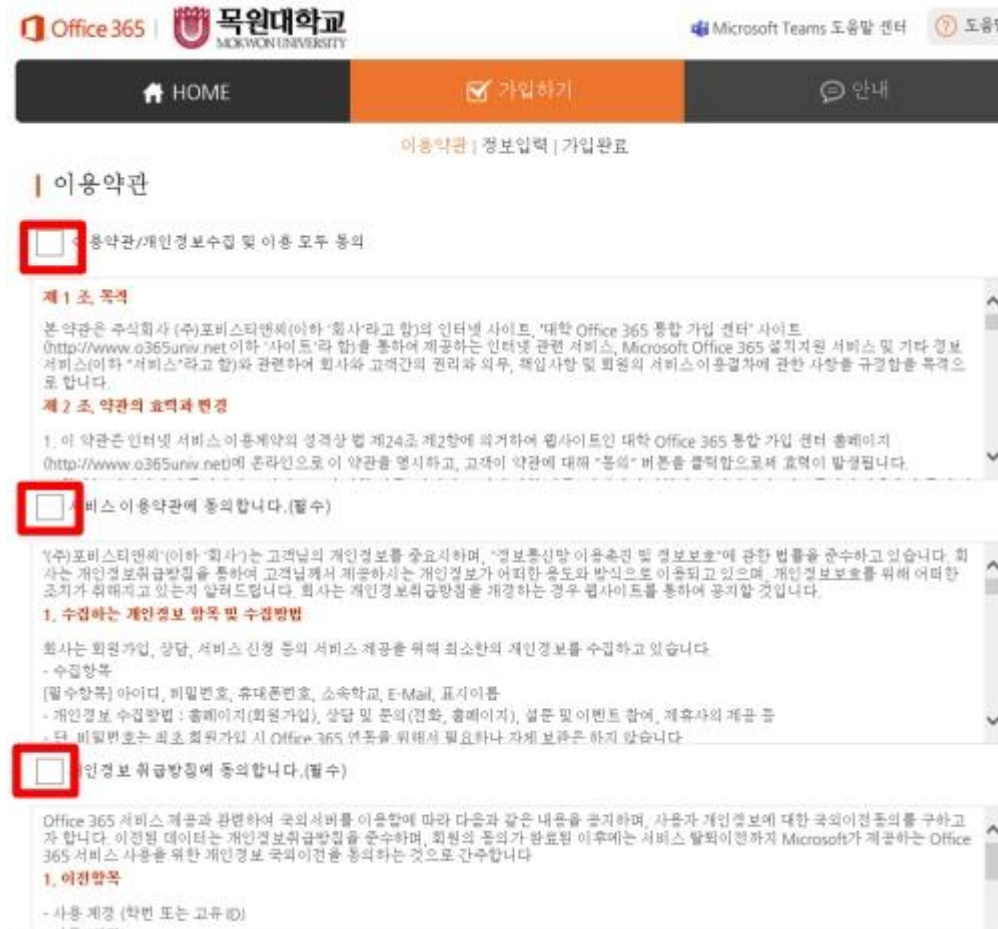 Office 365
목원대학교
MOKWON UNIVERSITY
Microsoft Teams 도움말 센터
도움말
HOME
가입하기
안내
이용약관 | 정보입력 | 가입완료
이용약관
용약관/개인정보수집 및 이용 모두 동의
제 1 조. 목적
본 약관은 주식회사 (주)포비스티앤씨(이하 '회사'라고 함)의 인터넷 사이트, '대학 Office 365 통합 가입 센터' 사이트
(http://www.o365univ.net 이하 '사이트'라 함)를 통하여 제공하는 인터넷 관련 서비스, Microsoft Office 365 설치지원 서비스 및 기타 정보
서비스(이하 "서비스"라고 함)와 관련하여 회사와 고객간의 권리와 의무, 책임사항 및 회원의 서비스 이용절차에 관한 사항을 규정함을 목적으
로 합니다.
제 2 조. 약관의 효력과 변경
1. 이 약관은 인터넷 서비스 이용계약의 성격상 법 제24조 제2항에 의거하여 웹사이트인 대학 Office 365 통합 가입 센터 홈페이지
(http://www.o365univ.net)에 온라인으로 이 약관을 명시하고, 고객이 약관에 대해 "동의" 버튼을 클릭함으로써 효력이 발생됩니다.
비스 이용약관에 동의합니다.(필수)
'(주)포비스티앤씨'(이하 '회사')는 고객님의 개인정보를 중요시하며, "정보통신망 이용촉진 및 정보보호"에 관한 법률을 준수하고 있습니다. 회
사는 개인정보취급방침을 통하여 고객님께서 제공하시는 개인정보가 어떠한 용도와 방식으로 이용되고 있으며, 개인정보보호를 위해 어떠한
조치가 취해지고 있는지 알려드립니다. 회사는 개인정보취급방침을 개정하는 경우 웹사이트를 통하여 공지할 것입니다.
1. 수집하는 개인정보 항목 및 수집방법
회사는 회원가입, 상담, 서비스 신청 등의 서비스 제공을 위해 최소한의 개인정보를 수집하고 있습니다.
- 수집항목
[필수항목] 아이디, 비밀번호, 휴대폰번호, 소속학교, E-Mail, 표시이름
- 개인정보 수집방법 : 홈페이지(회원가입), 상담 및 문의(전화, 홈페이지), 설문 및 이벤트 참여, 제휴사의 제공 등
- 단, 비밀번호는 최초 회원가입 시 Office 365 연동을 위해서 필요하나 자체 보관은 하지 않습니다
인정보 취급방침에 동의합니다.(필수)
Office 365 서비스 제공과 관련하여 국외서버를 이용함에 따라 다음과 같은 내용을 공지하며, 사용자 개인정보에 대한 국외이전동의를 구하고
자 합니다. 이전된 데이터는 개인정보취급방침을 준수하며, 회원의 동의가 완료된 이후에는 서비스 탈퇴이전까지 Microsoft가 제공하는 Office
365 서비스 사용을 위한 개인정보 국외이전을 동의하는 것으로 간주합니다
1. 이전항목
- 사용 계정 (학번 또는 고유 ID)